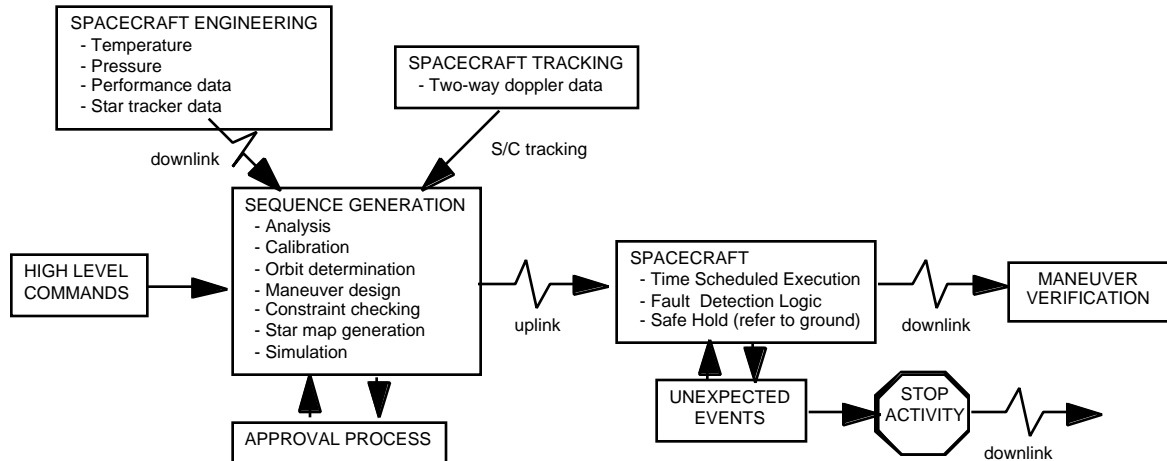 SPACECRAFT ENGINEERING
- Temperature
- Pressure
- Performance data
- Star tracker data
SPACECRAFT TRACKING
- Two-way doppler data
downlink
S/C tracking
HIGH LEVEL
COMMANDS
SEQUENCE GENERATION
- Analysis
- Calibration
- Orbit determination
- Maneuver design
- Constraint checking
- Star map generation
- Simulation
uplink
SPACECRAFT
- Time Scheduled Execution
- Fault Detection Logic
- Safe Hold (refer to ground)
downlink
MANEUVER
VERIFICATION
APPROVAL PROCESS
UNEXPECTED
EVENTS
STOP
ACTIVITY
downlink